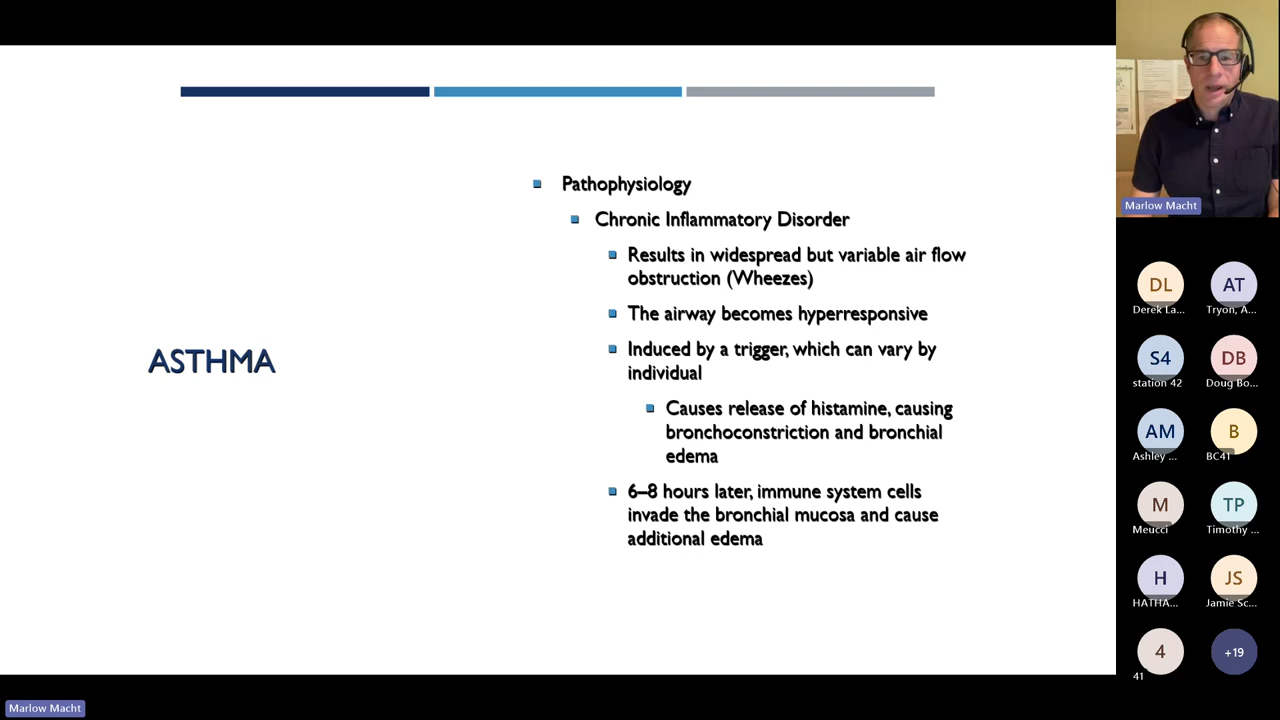 ASTHMA
Pathophysiology
Chronic Inflammatory Disorder
Results in widespread but variable air flow
obstruction (Wheezes)
The airway becomes hyperresponsive
Induced by a trigger, which can vary by
individual
Causes release of histamine, causing
bronchoconstriction and bronchial
edema
6–8 hours later, immune system cells
invade the bronchial mucosa and cause
additional edema
Marlow Macht
DL
Derek La...
AT
Tryon, A...
S4
station 42
DB
Doug Bo...
AM
Ashley ...
B
BC41
M
Meucci
TP
Timothy ...
H
HATHA...
JS
Jamie Sc...
4
41
+19
Marlow Macht